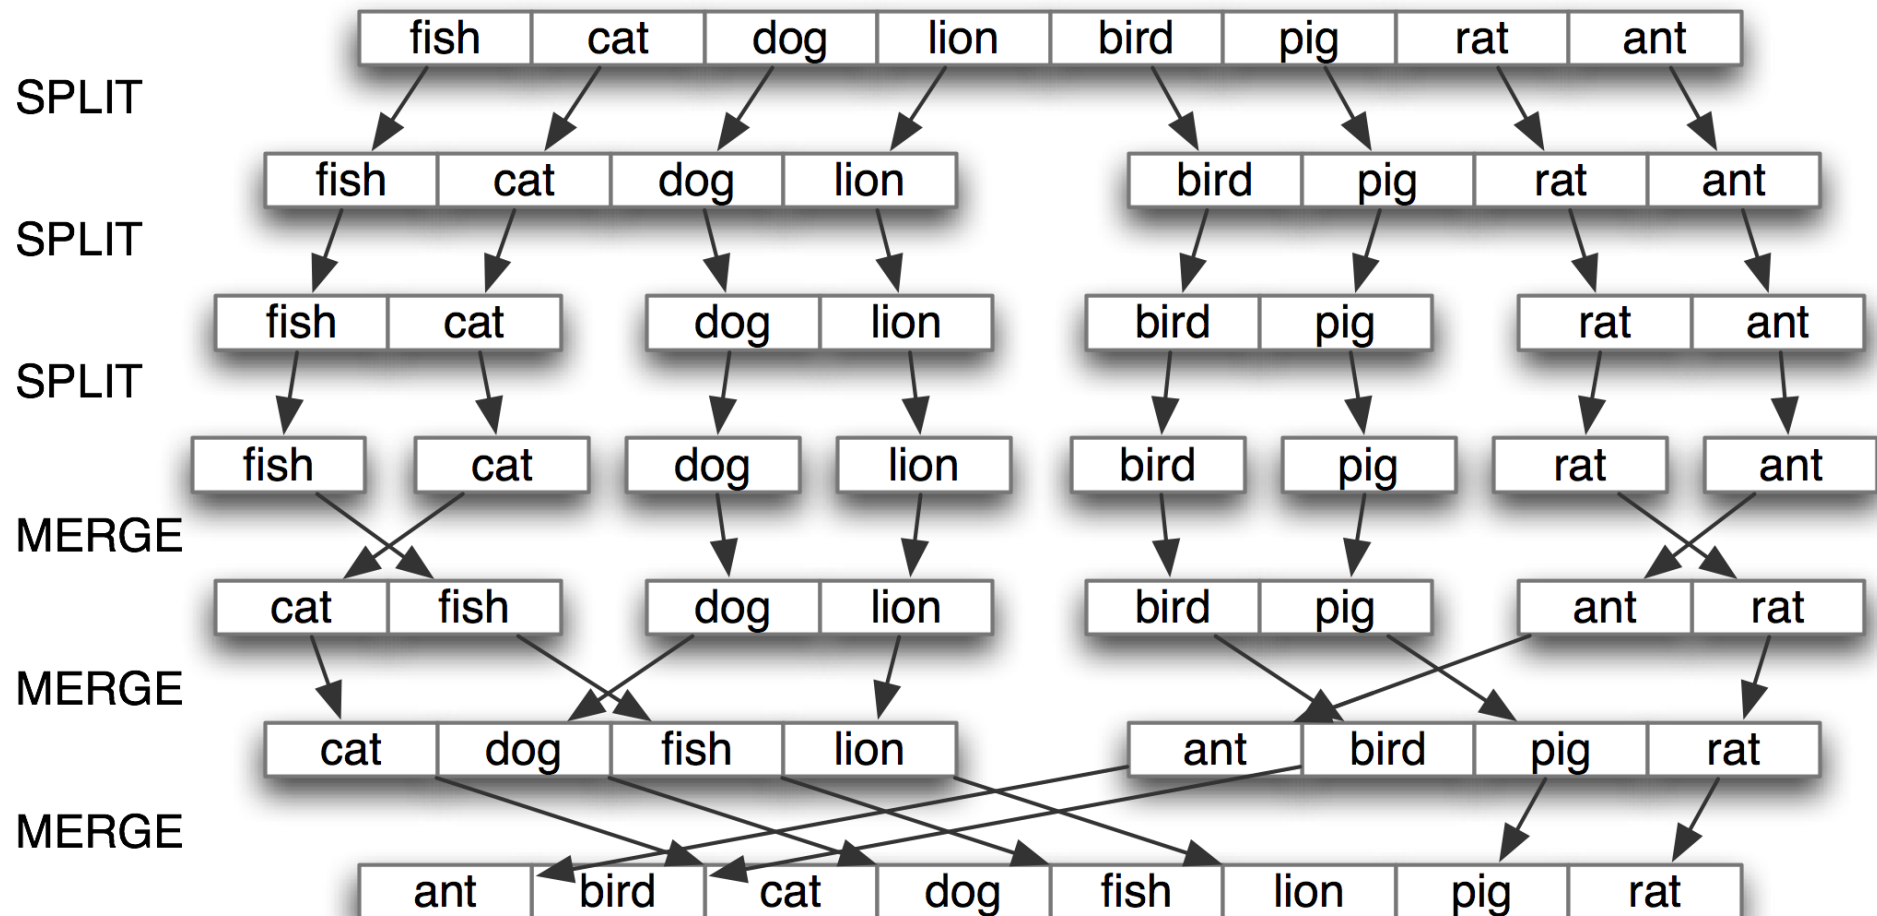 fish cat dog lion bird pig rat ant
SPLIT
fish cat dog lion bird pig rat ant
SPLIT
fish cat dog lion bird pig rat ant
SPLIT
fish cat dog lion bird pig rat ant
MERGE
cat fish dog lion bird pig ant rat
MERGE
cat dog fish lion ant bird pig rat
MERGE
ant bird cat dog fish lion pig rat